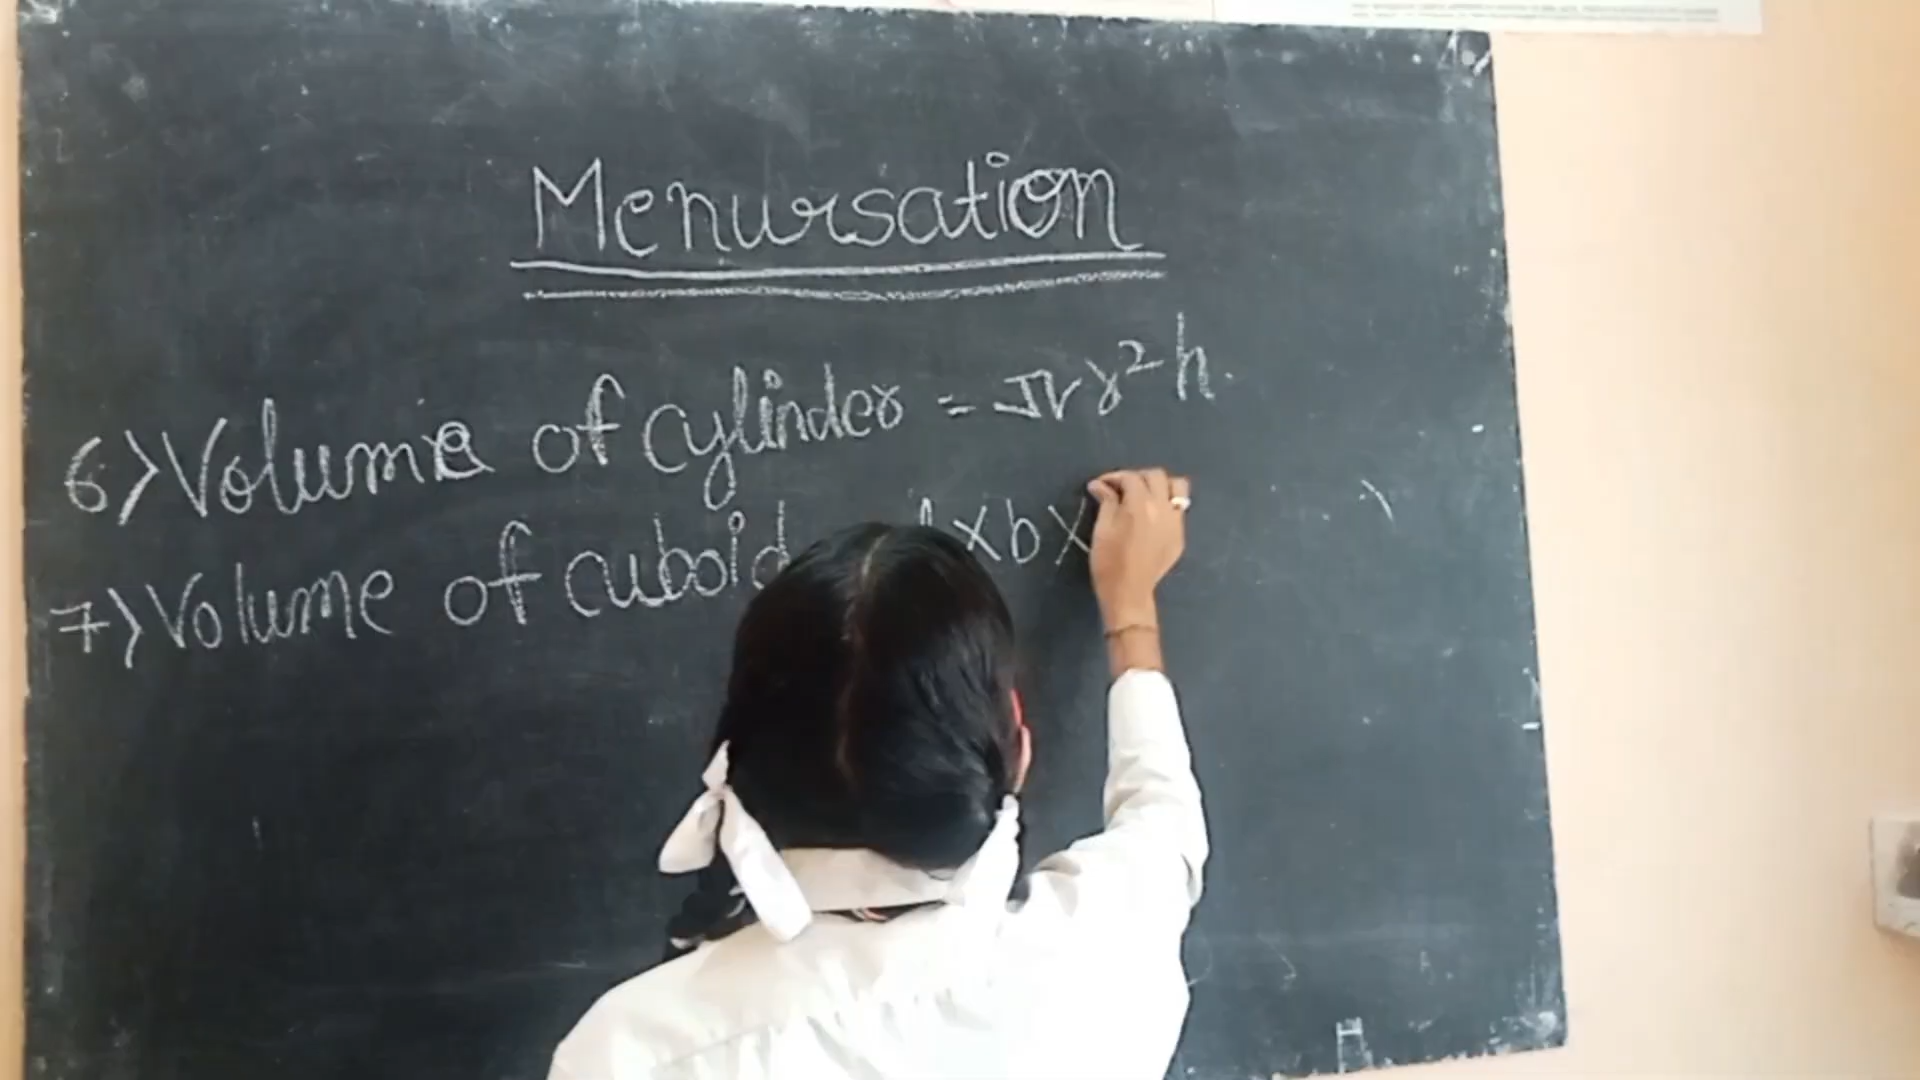 Menursation
6) Volume of cylinder = πr²h.
7) Volume of cuboid l×b×